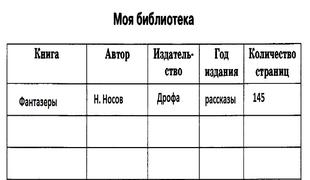 Моя библиотека
Книга Автор Издатель- Год Количество
ство издания страниц
Фантазеры Н. Носов Дрофа рассказы 145